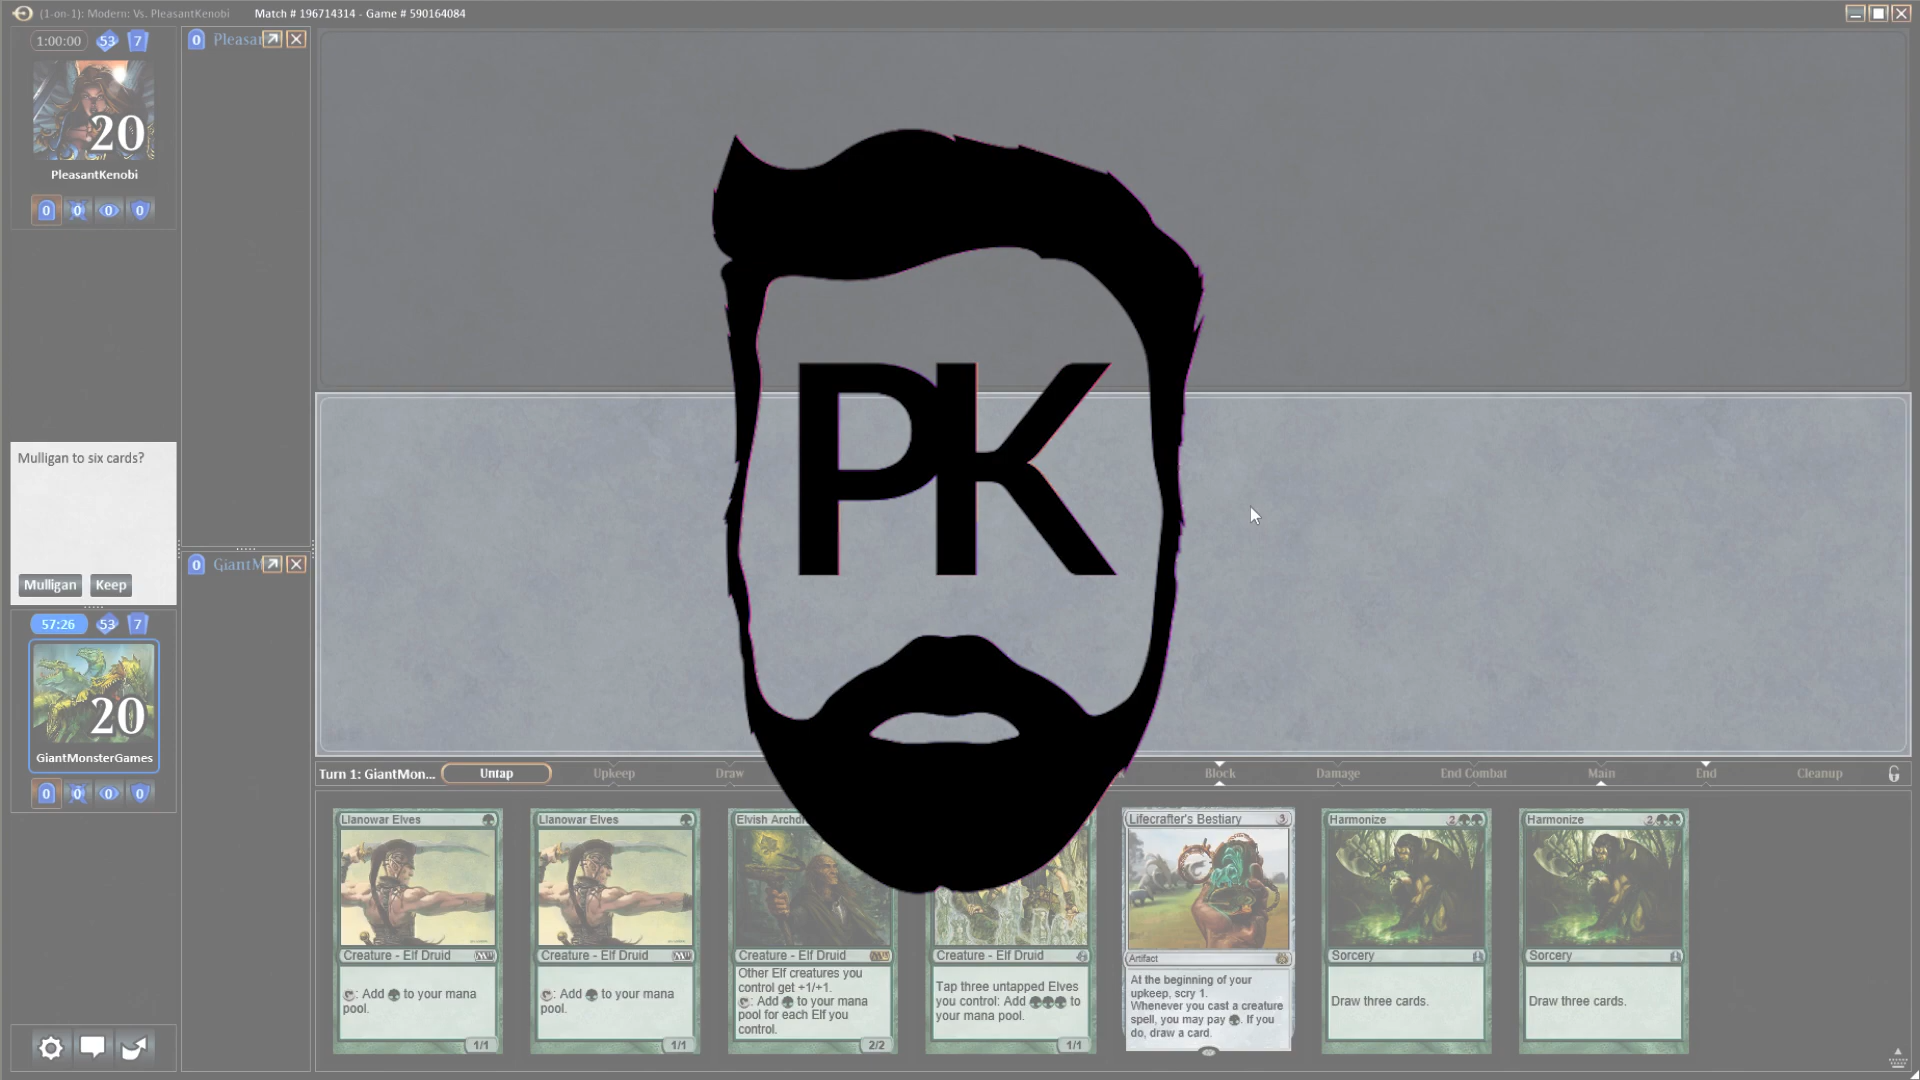 (1-on-1): Modern: Vs. PleasantKenobi
Match # 196714314 - Game # 590164084
1:00:00
53
7
20
PleasantKenobi
0
0
0
0
0
Pleasan
Mulligan to six cards?
Mulligan
Keep
57:26
53
7
20
GiantMonsterGames
0
0
0
0
0
GiantM
PK
Turn 1: GiantMon...
Untap
Upkeep
Draw
Block
Damage
End Combat
Main
End
Cleanup
Llanowar Elves
Creature - Elf Druid
: Add to your mana
pool.
1/1
Llanowar Elves
Creature - Elf Druid
: Add to your mana
pool.
1/1
Elvish Archdr
Creature - Elf Druid
Other Elf creatures you
control get +1/+1.
: Add to your mana
pool for each Elf you
control.
2/2
Creature - Elf Druid
Tap three untapped Elves
you control: Add to
your mana pool.
1/1
Lifecrafter's Bestiary
3
Artifact
At the beginning of your
upkeep, scry 1.
Whenever you cast a creature
spell, you may pay . If you
do, draw a card.
Harmonize
2
Sorcery
Draw three cards.
Harmonize
2
Sorcery
Draw three cards.